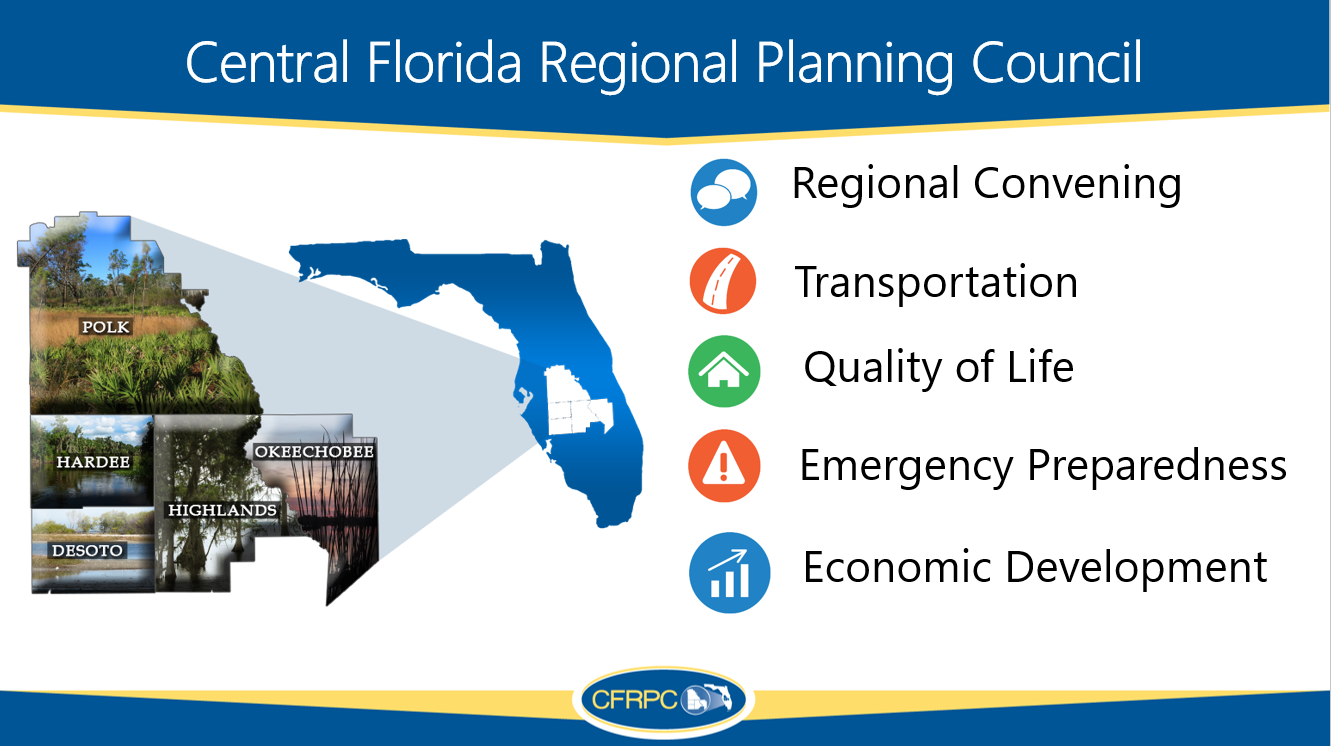 Central Florida Regional Planning Council
Regional Convening
Transportation
Quality of Life
Emergency Preparedness
Economic Development
POLK
HARDEE
OKEECHOBEE
HIGHLANDS
DESOTO
CFRPC